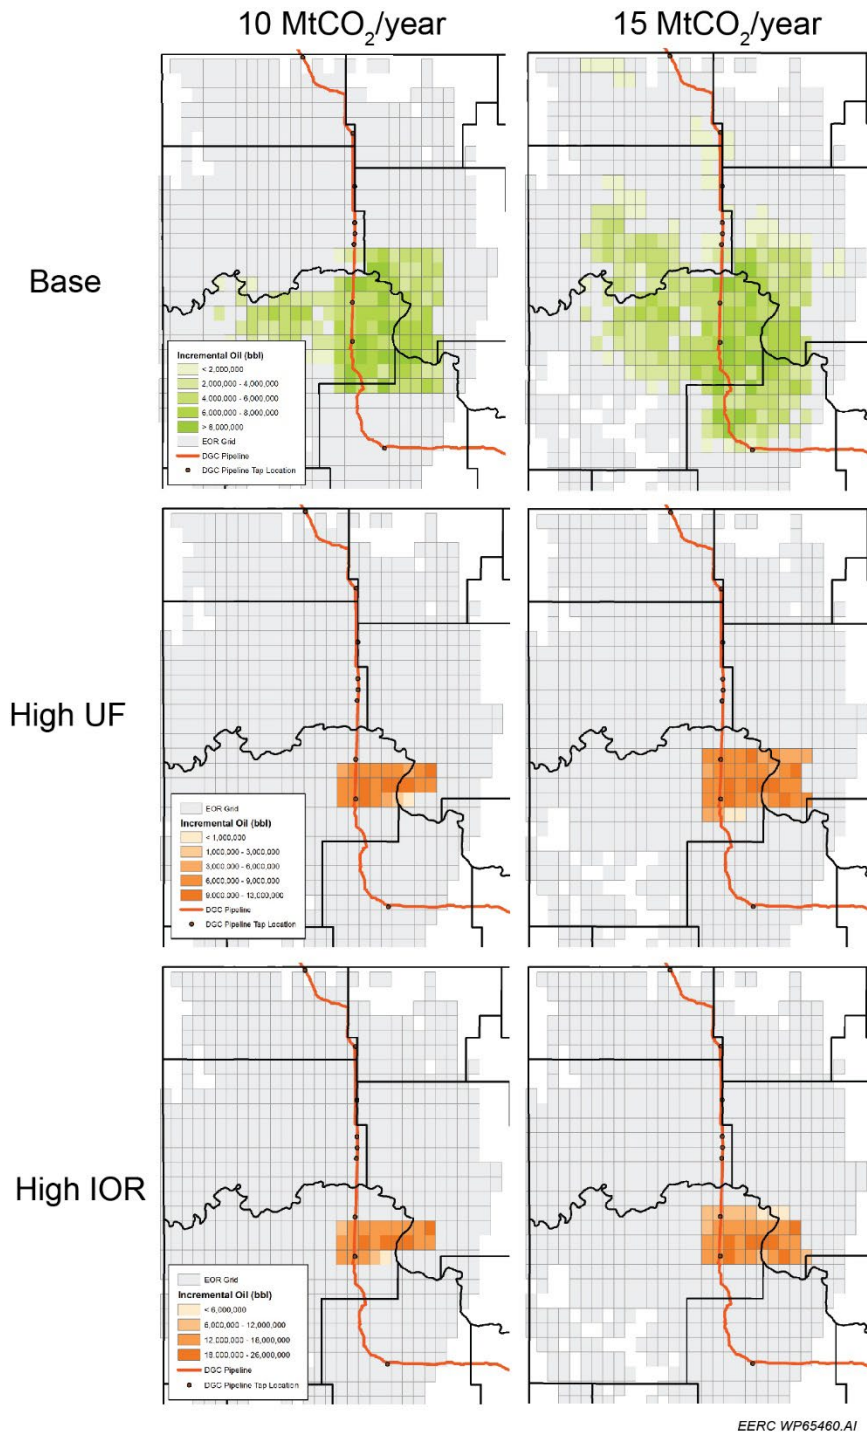 10 MtCO₂/year
15 MtCO₂/year
Base
Incremental Oil (bbl)
< 2,000,000
2,000,000 - 4,000,000
4,000,000 - 6,000,000
6,000,000 - 8,000,000
> 8,000,000
EOR Grid
DGC Pipeline
DGC Pipeline Tap Location
High UF
EOR Grid
Incremental Oil (bbl)
< 1,000,000
1,000,000 - 3,000,000
3,000,000 - 6,000,000
6,000,000 - 9,000,000
9,000,000 - 13,000,000
DGC Pipeline
DGC Pipeline Tap Location
High IOR
EOR Grid
Incremental Oil (bbl)
< 6,000,000
6,000,000 - 12,000,000
12,000,000 - 18,000,000
18,000,000 - 26,000,000
DGC Pipeline
DGC Pipeline Tap Location
EERC WP65460.AI